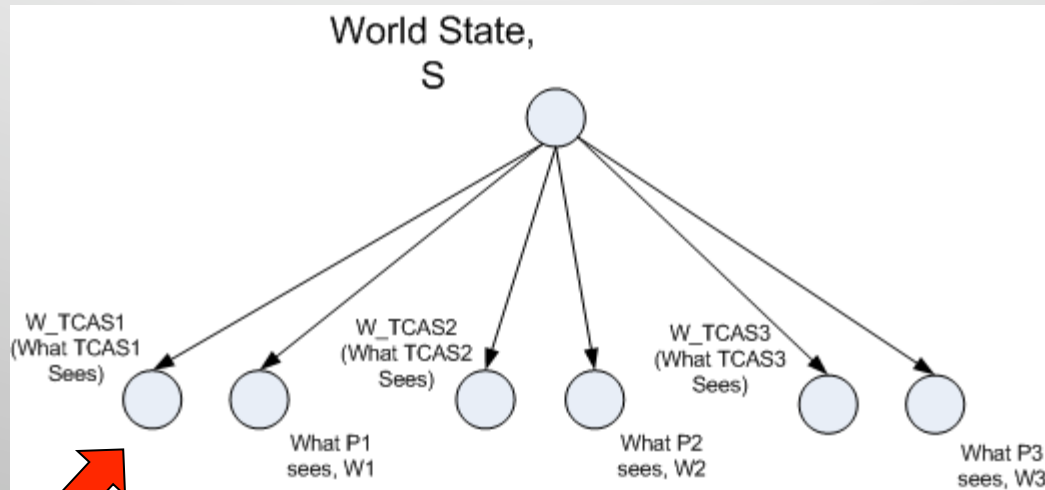 World State,
S
W_TCAS1
(What TCAS1
Sees)
W_TCAS2
(What TCAS2
Sees)
W_TCAS3
(What TCAS3
Sees)
What P1
sees, W1
What P2
sees, W2
What P3
sees, W3